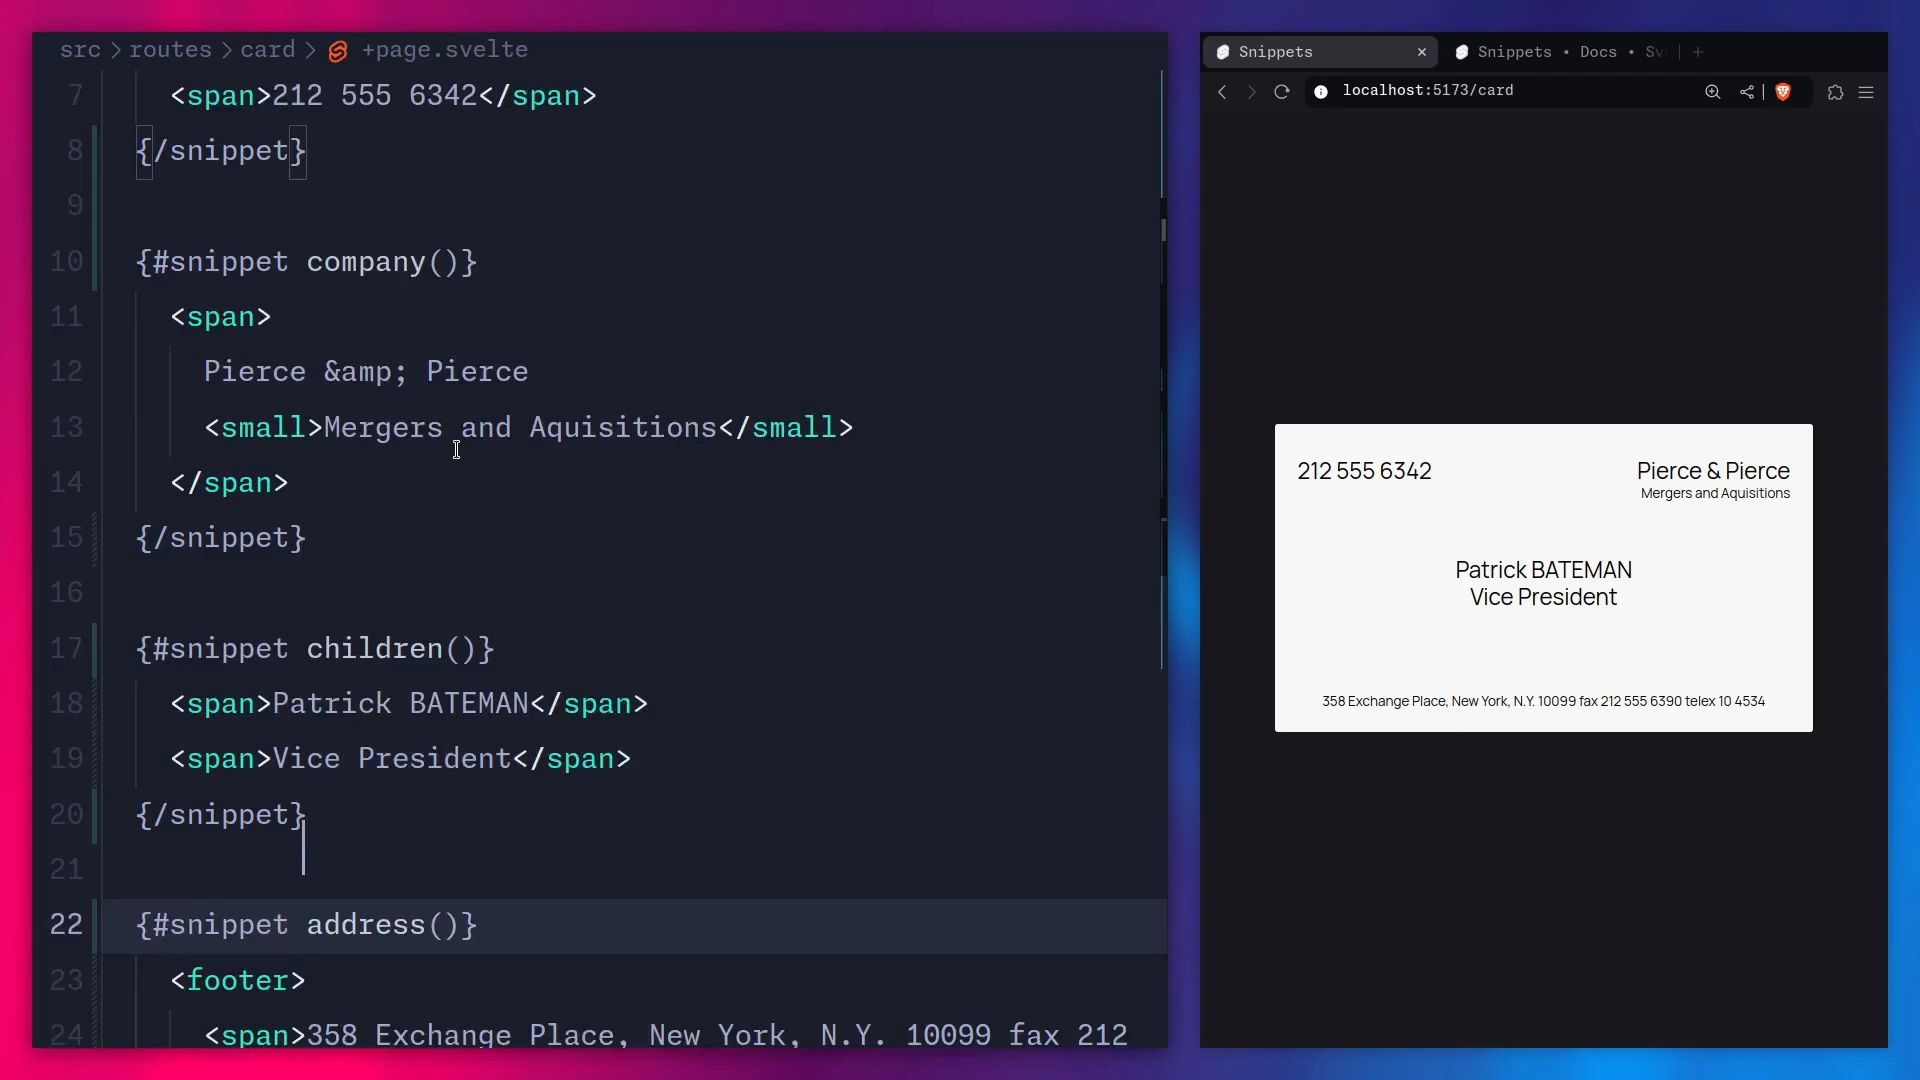 src > routes > card > +page.svelte
7 <span>212 555 6342</span>
8 {/snippet}
9
10 {#snippet company()}
11 <span>
12 Pierce &amp; Pierce
13 <small>Mergers and Aquisitions</small>
14 </span>
15 {/snippet}
16
17 {#snippet children()}
18 <span>Patrick BATEMAN</span>
19 <span>Vice President</span>
20 {/snippet}
21
22 {#snippet address()}
23 <footer>
24 <span>358 Exchange Place, New York, N.Y. 10099 fax 212
Snippets
Snippets • Docs • Sv
localhost:5173/card
212 555 6342
Pierce & Pierce
Mergers and Aquisitions
Patrick BATEMAN
Vice President
358 Exchange Place, New York, N.Y. 10099 fax 212 555 6390 telex 10 4534